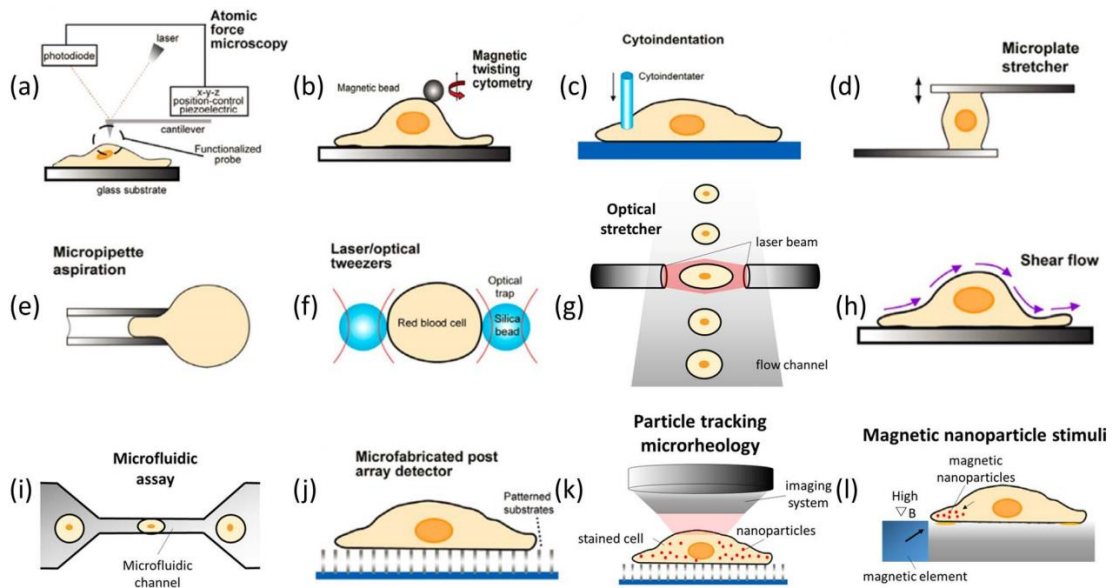 (a)
Atomic
force
microscopy
laser
photodiode
x-y-z
position-control
piezoelectric
cantilever
Functionalized
probe
glass substrate
(b)
Magnetic bead
Magnetic
twisting
cytometry
(c)
Cytoindentation
Cytoindentater
(d)
Microplate
stretcher
(e)
Micropipette
aspiration
(f)
Laser/optical
tweezers
Optical
trap
Red blood cell
Silica
bead
(g)
Optical
stretcher
laser beam
flow channel
(h)
Shear flow
(i)
Microfluidic
assay
Microfluidic
channel
(j)
Microfabricated post
array detector
Patterned
substrates
(k)
Particle tracking
microrheology
imaging
system
stained cell
nanoparticles
(l)
Magnetic nanoparticle stimuli
magnetic
nanoparticles
High
▽B
magnetic element